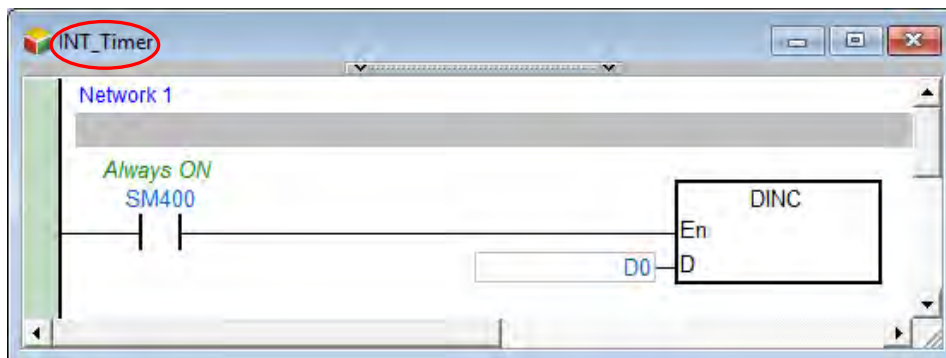 INT_Timer
Network 1
Always ON
SM400
DINC
En
D0 D